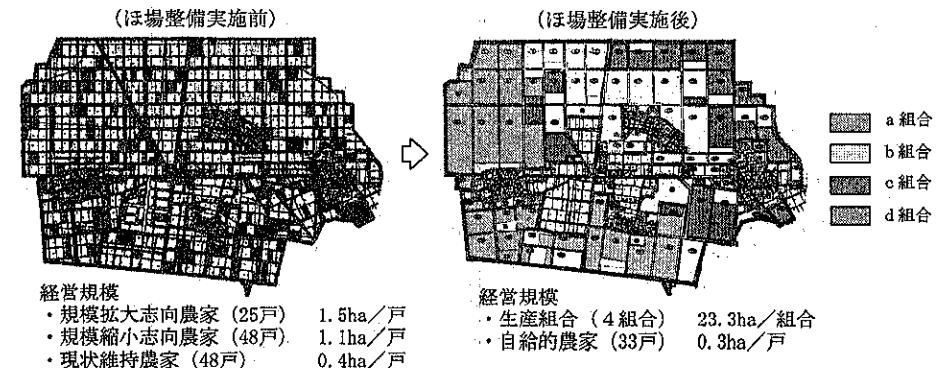 (ほ場整備実施前)
(ほ場整備実施後)
a 組合
b 組合
c 組合
d 組合
経営規模
・規模拡大志向農家(25戸) 1.5ha/戸
・規模縮小志向農家(48戸) 1.1ha/戸
・現状維持農家(48戸) 0.4ha/戸
経営規模
・生産組合(4組合) 23.3ha/組合
・自給的農家(33戸) 0.3ha/戸